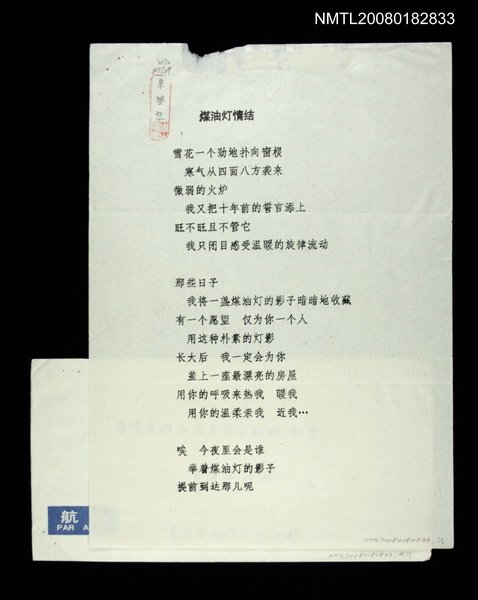 NMTL20080182833
煤油灯情结
雪花一个劲地扑向窗棂
寒气从四面八方袭来
微弱的火炉
我又把十年前的誓言添上
旺不旺且不管它
我只闭目感受温暖的旋律流动
那些日子
我将一盏煤油灯的影子暗暗地收藏
有一个愿望 仅为你一个人
用这种朴素的灯影
长大后 我一定会为你
盖上一座最漂亮的房屋
用你的呼吸来热我 暖我
用你的温柔亲我 近我…
唉 今夜里会是谁
举着煤油灯的影子
提前到达那儿呢
航
PAR A
NMTL20080182833
NMTL20080182833